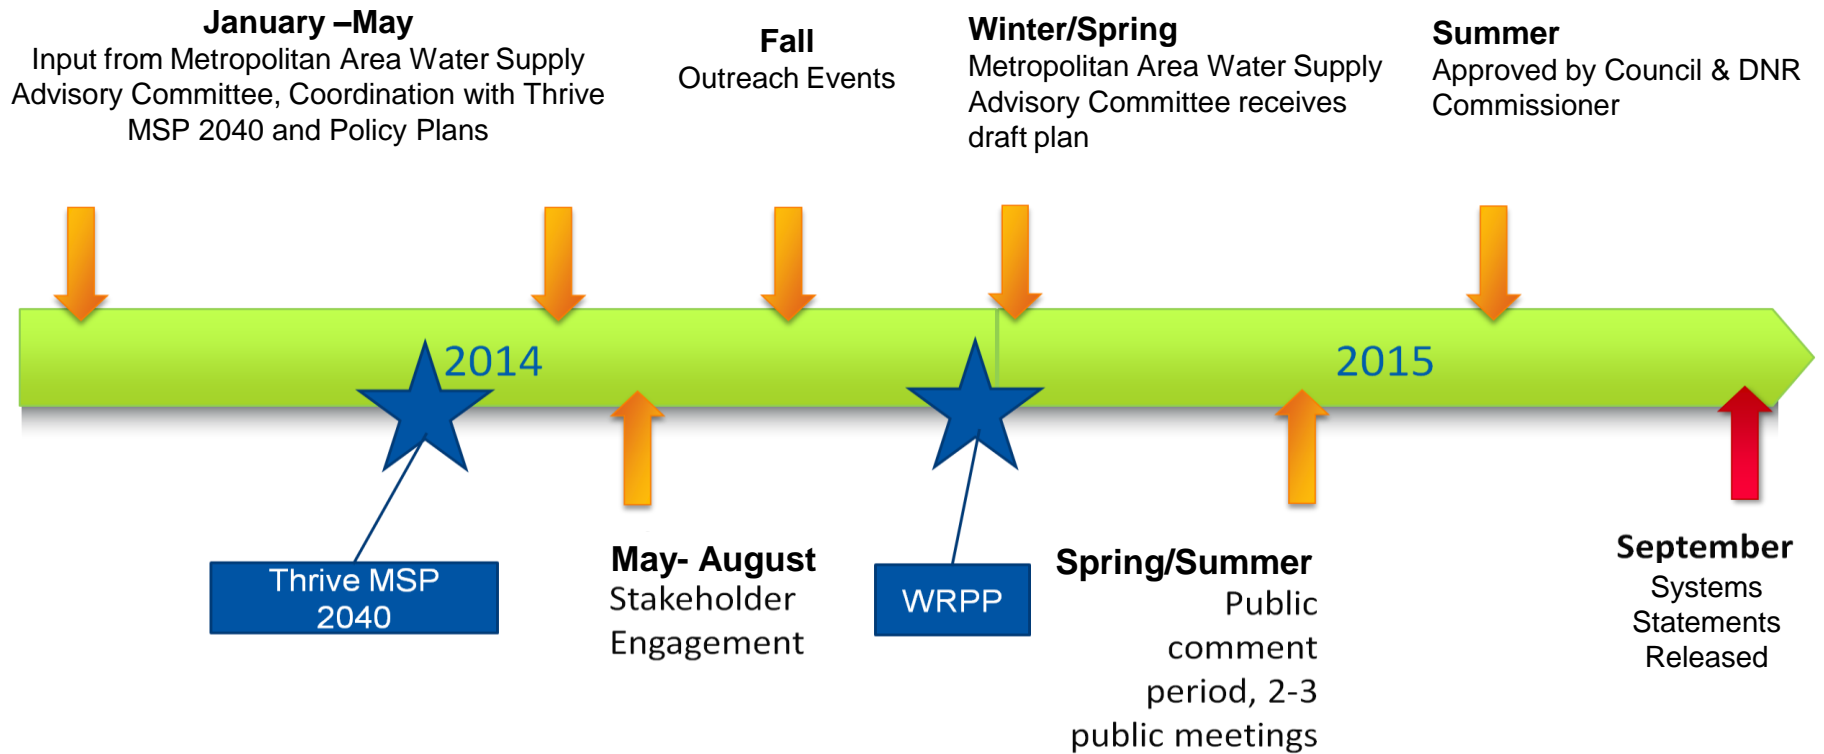 January –May
Input from Metropolitan Area Water Supply
Advisory Committee, Coordination with Thrive
MSP 2040 and Policy Plans
Fall
Outreach Events
Winter/Spring
Metropolitan Area Water Supply
Advisory Committee receives
draft plan
Summer
Approved by Council & DNR
Commissioner
2014
2015
Thrive MSP
2040
May- August
Stakeholder
Engagement
WRPP
Spring/Summer
Public
comment
period, 2-3
public meetings
September
Systems
Statements
Released